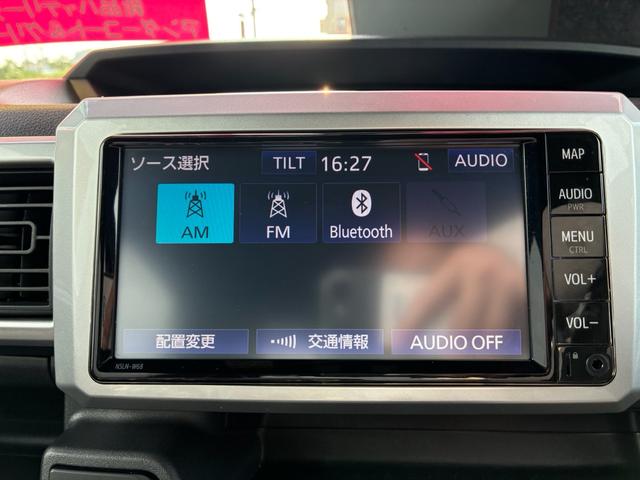 ソース選択 TILT 16:27 AUDIO
AM FM Bluetooth AUX
配置変更 交通情報 AUDIO OFF
NSLN-W68
MAP
AUDIO
PWR
MENU
CTRL
VOL+
VOL-